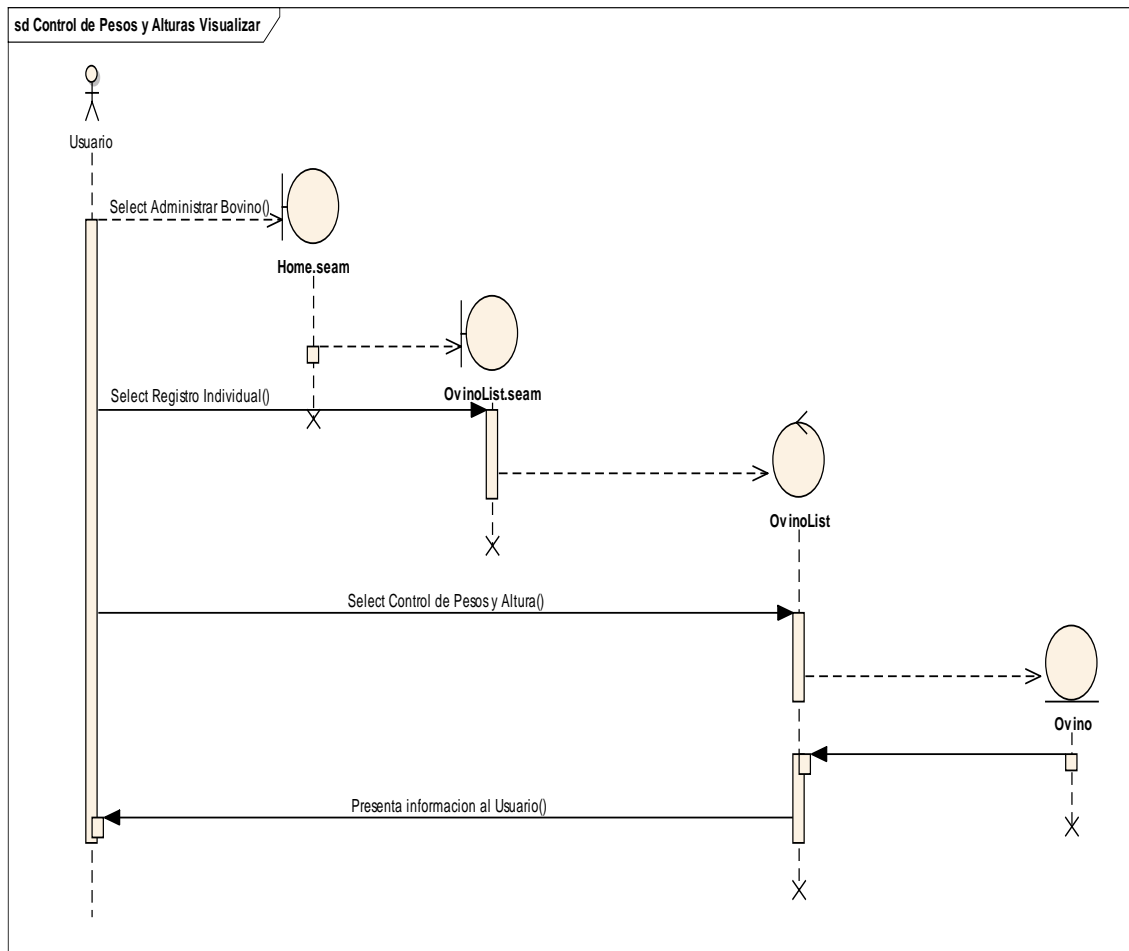 sd Control de Pesos y Alturas Visualizar
Usuario
Select Administrar Bovino()
Home.seam
Select Registro Individual()
OvinoList.seam
OvinoList
Select Control de Pesos y Altura()
Ovino
Presenta informacion al Usuario()